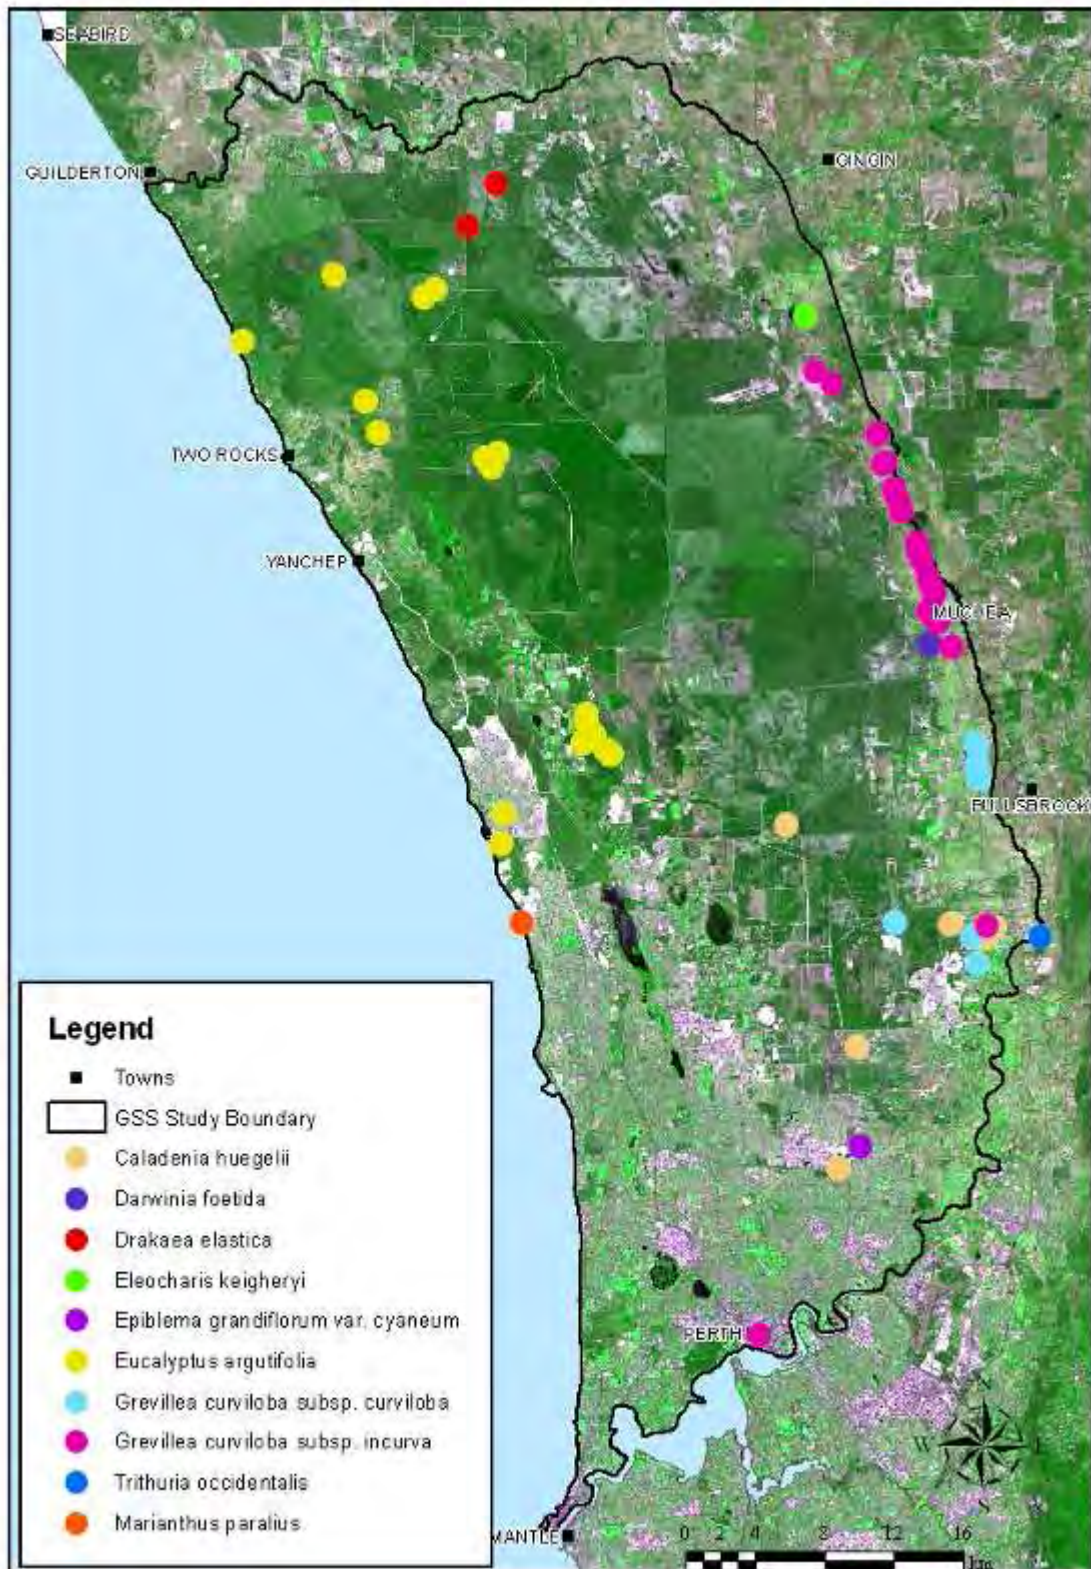 SEABIRD
GUILDERTON
GINGIN
TWO ROCKS
YANCHEP
MUCHEA
BULLSBROOK
PERTH
MANTLE
Legend
Towns
GSS Study Boundary
Caladenia huegelii
Darwinia foetida
Drakaea elastica
Eleocharis keigheryi
Epiblema grandiflorum var. cyaneum
Eucalyptus argutifolia
Grevillea curviloba subsp. curviloba
Grevillea curviloba subsp. incurva
Trithuria occidentalis
Marianthus paralius
N
W E
S
0 2 4 8 12 16
km